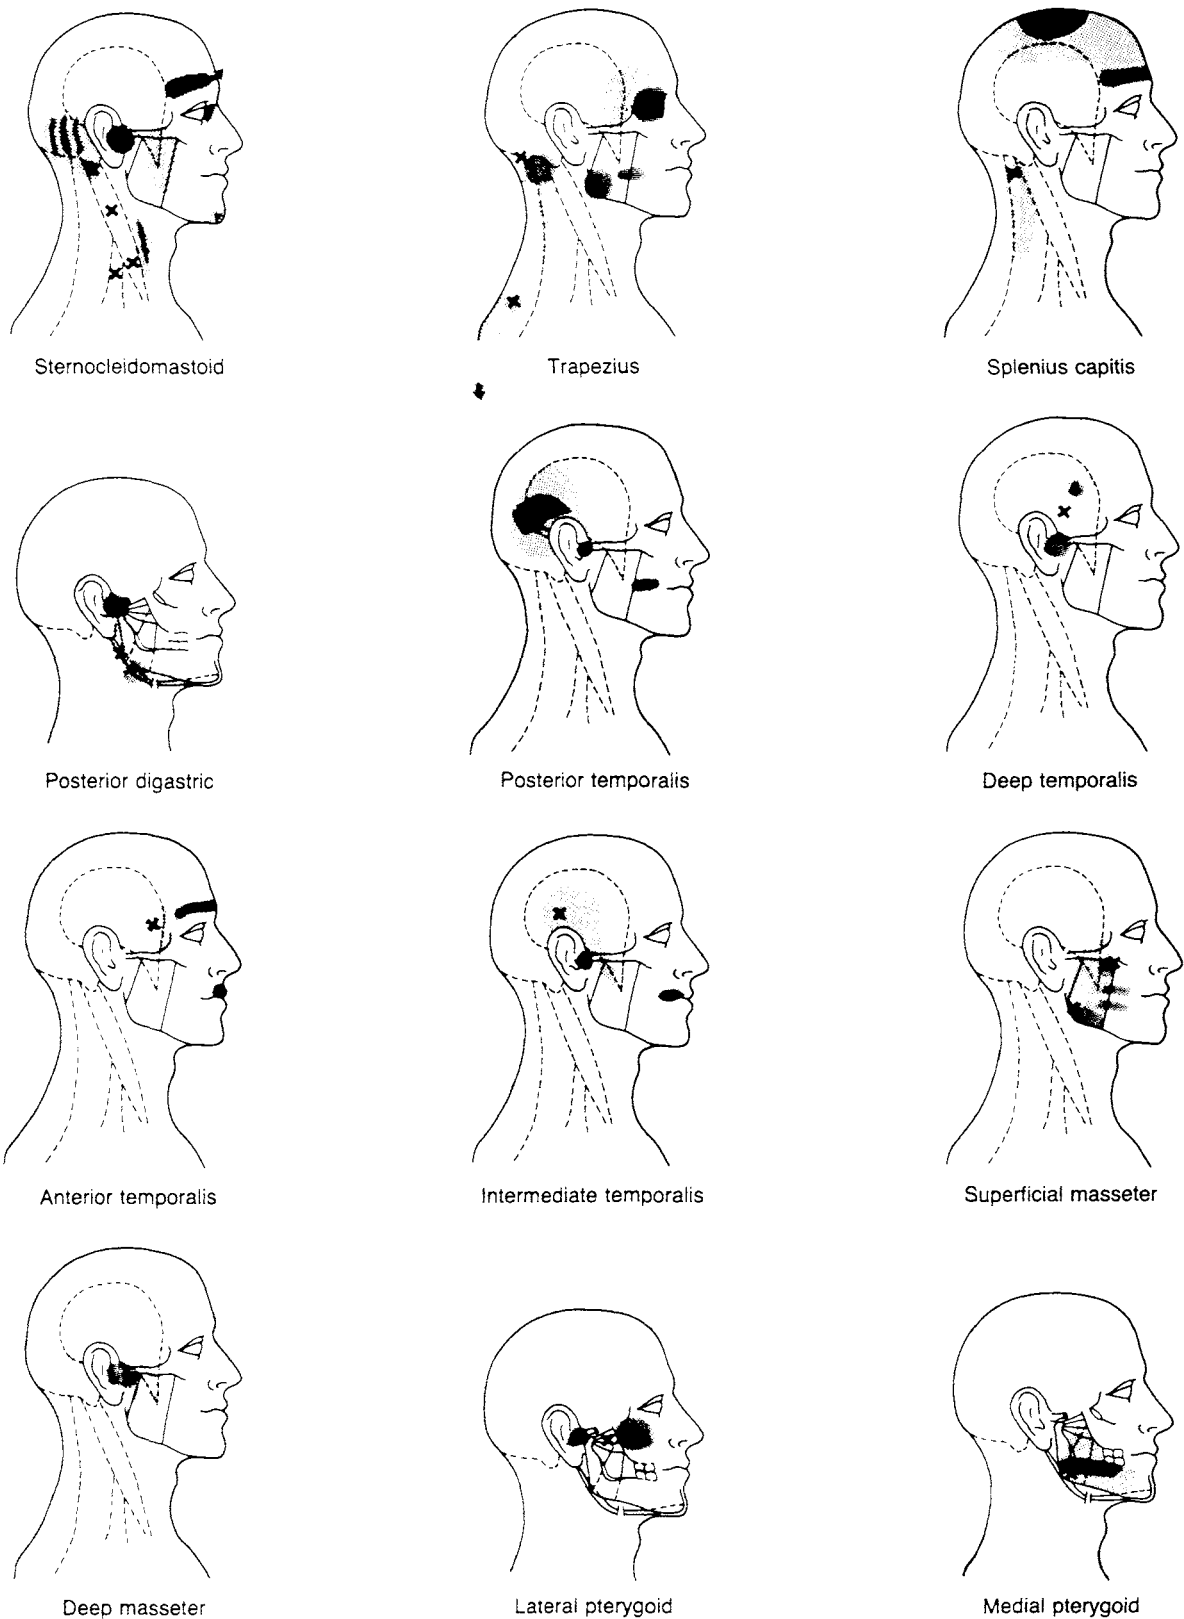 Sternocleidomastoid
Trapezius
Splenius capitis
Posterior digastric
Posterior temporalis
Deep temporalis
Anterior temporalis
Intermediate temporalis
Superficial masseter
Deep masseter
Lateral pterygoid
Medial pterygoid